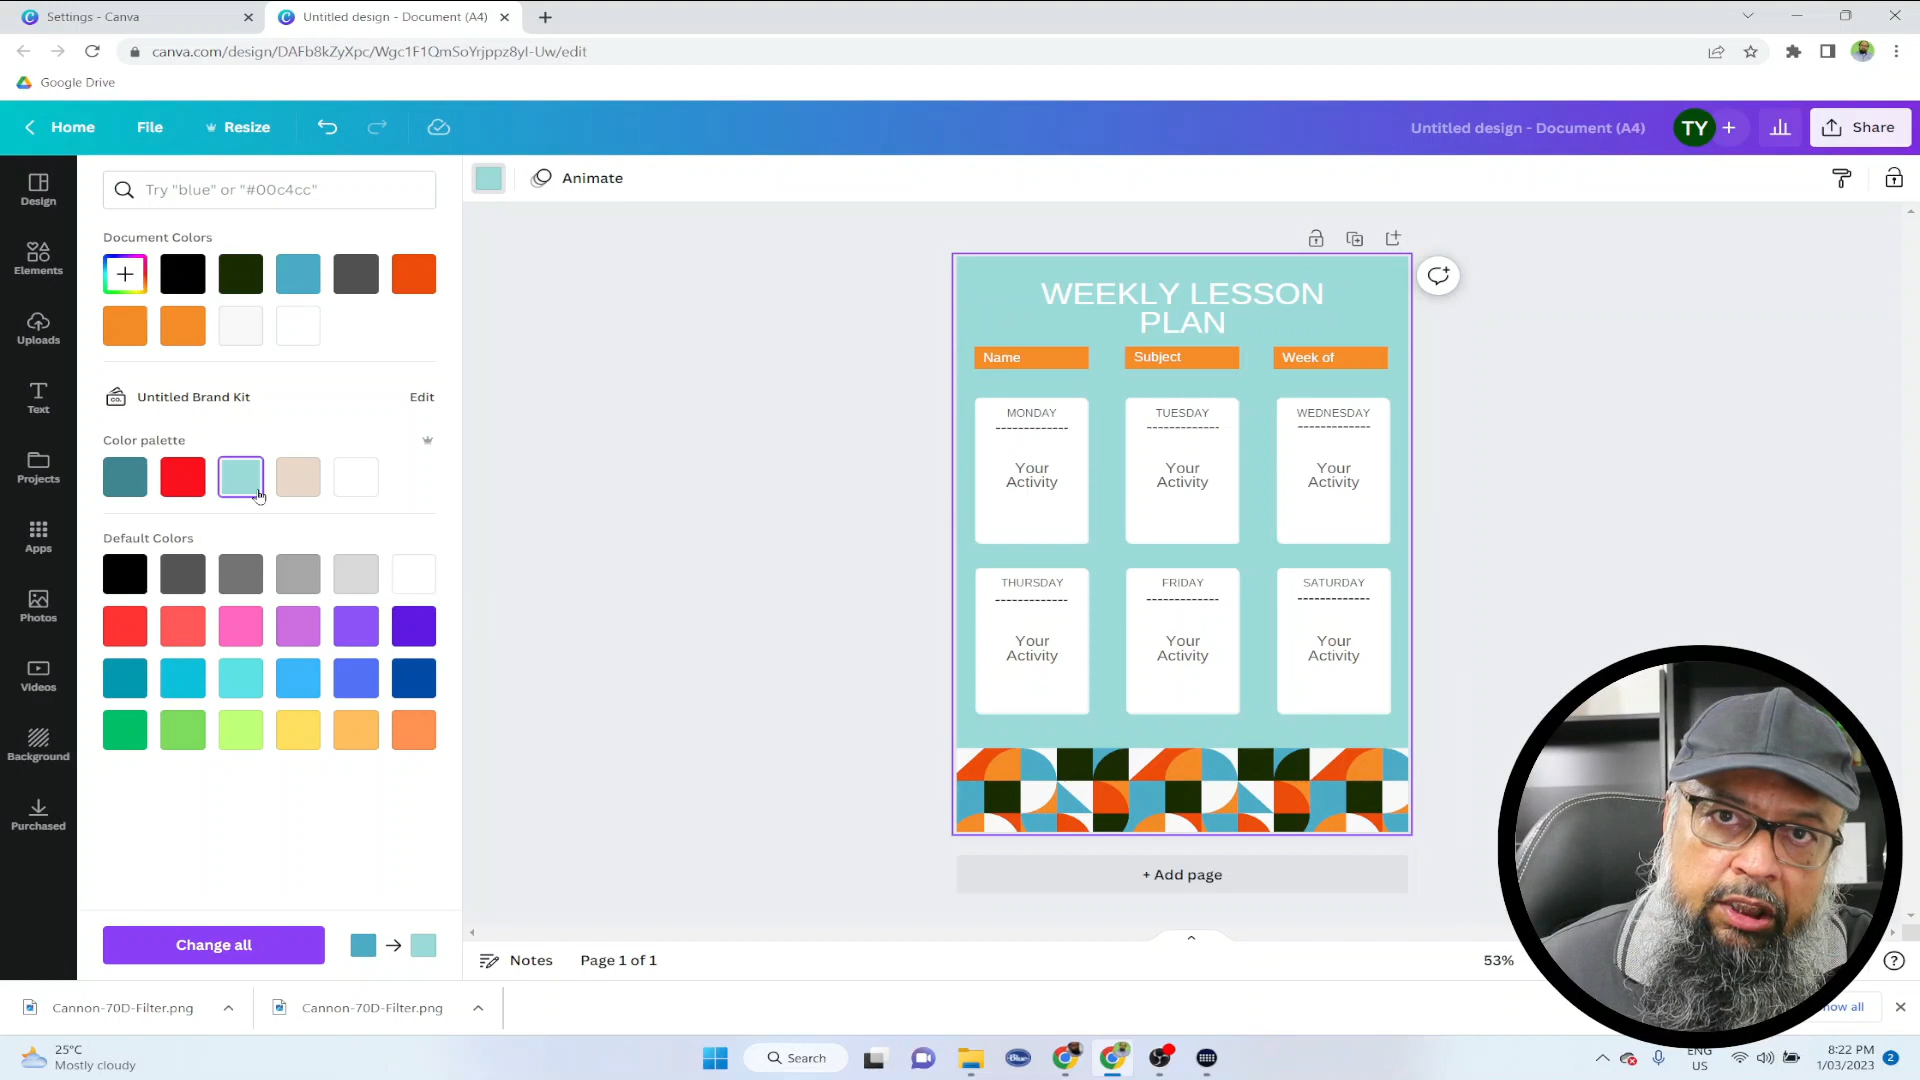 Settings - Canva
Untitled design - Document (A4)
canva.com/design/DAFb8kZyXpc/Wgc1F1QmSoYrjppz8yI-Uw/edit
Google Drive
Home
File
Resize
Untitled design - Document (A4)
TY
Share
Design
Elements
Uploads
Text
Projects
Apps
Photos
Videos
Background
Purchased
Try "blue" or "#00c4cc"
Document Colors
Untitled Brand Kit
Edit
Color palette
Default Colors
Change all
Animate
WEEKLY LESSON
PLAN
Name
Subject
Week of
MONDAY
TUESDAY
WEDNESDAY
Your
Activity
Your
Activity
Your
Activity
THURSDAY
FRIDAY
SATURDAY
Your
Activity
Your
Activity
Your
Activity
+ Add page
Notes
Page 1 of 1
53%
Cannon-70D-Filter.png
Cannon-70D-Filter.png
all
25°C
Mostly cloudy
Search
ENG
US
8:22 PM
1/03/2023
2